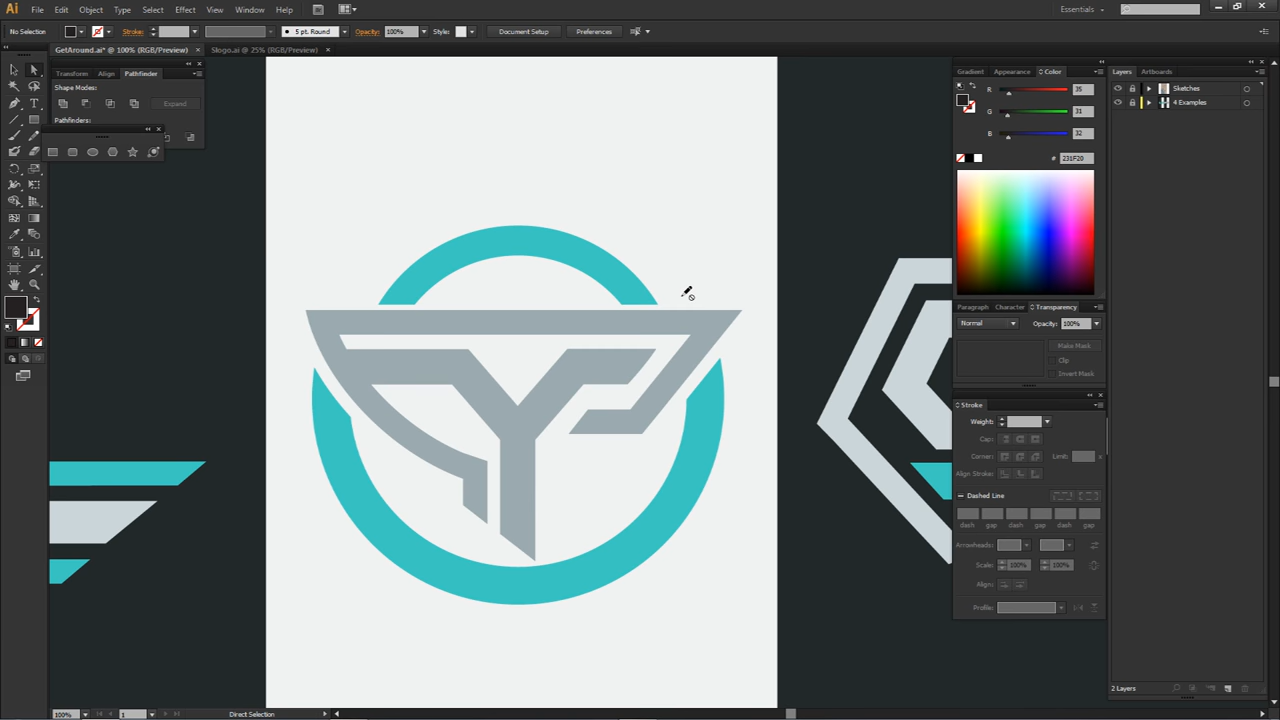 Ai File Edit Object Type Select Effect View Window Help Br Essentials
No Selection Stroke: 5 pt. Round Opacity: 100% Style: Document Setup Preferences
GetAround.ai* @ 100% (RGB/Preview) × Slogo.ai @ 25% (RGB/Preview) ×
Transform Align Pathfinder
Shape Modes:
Expand
Pathfinders:
Gradient Appearance Color
R 35
G 31
B 32
# 231F20
Paragraph Character Transparency
Normal Opacity: 100%
Make Mask
Clip
Invert Mask
Stroke
Weight:
Cap:
Corner: Limit: x
Align Stroke:
Dashed Line
dash gap dash gap dash gap
Arrowheads:
Scale: 100% 100%
Align:
Profile:
Layers Artboards
Sketches
4 Examples
2 Layers
100% 1 Direct Selection